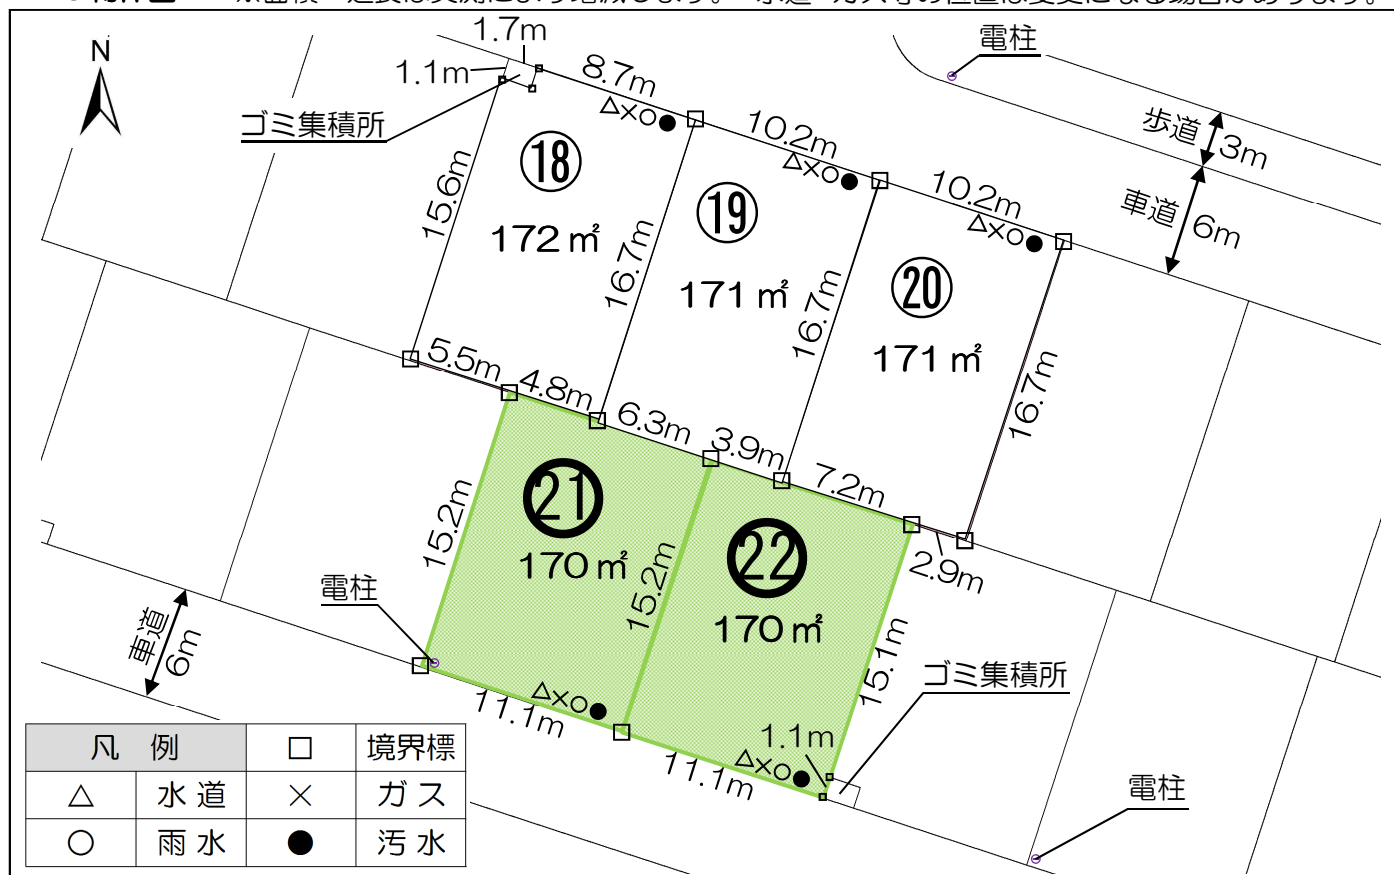 N
1.7m
1.1m
8.7m
電柱
ゴミ集積所
△×○●
⑱
172㎡
15.6m
10.2m
△×○●
⑲
171㎡
16.7m
10.2m
△×○●
⑳
171㎡
16.7m
16.7m
歩道 3m
車道 6m
5.5m
4.8m
6.3m
3.9m
7.2m
2.9m
㉑
170㎡
15.2m
15.2m
㉒
170㎡
15.1m
電柱
車道 6m
11.1m
△×○●
11.1m
△×○●
1.1m
ゴミ集積所
電柱
凡 例 □ 境界標
△ 水道 × ガス
○ 雨水 ● 汚水